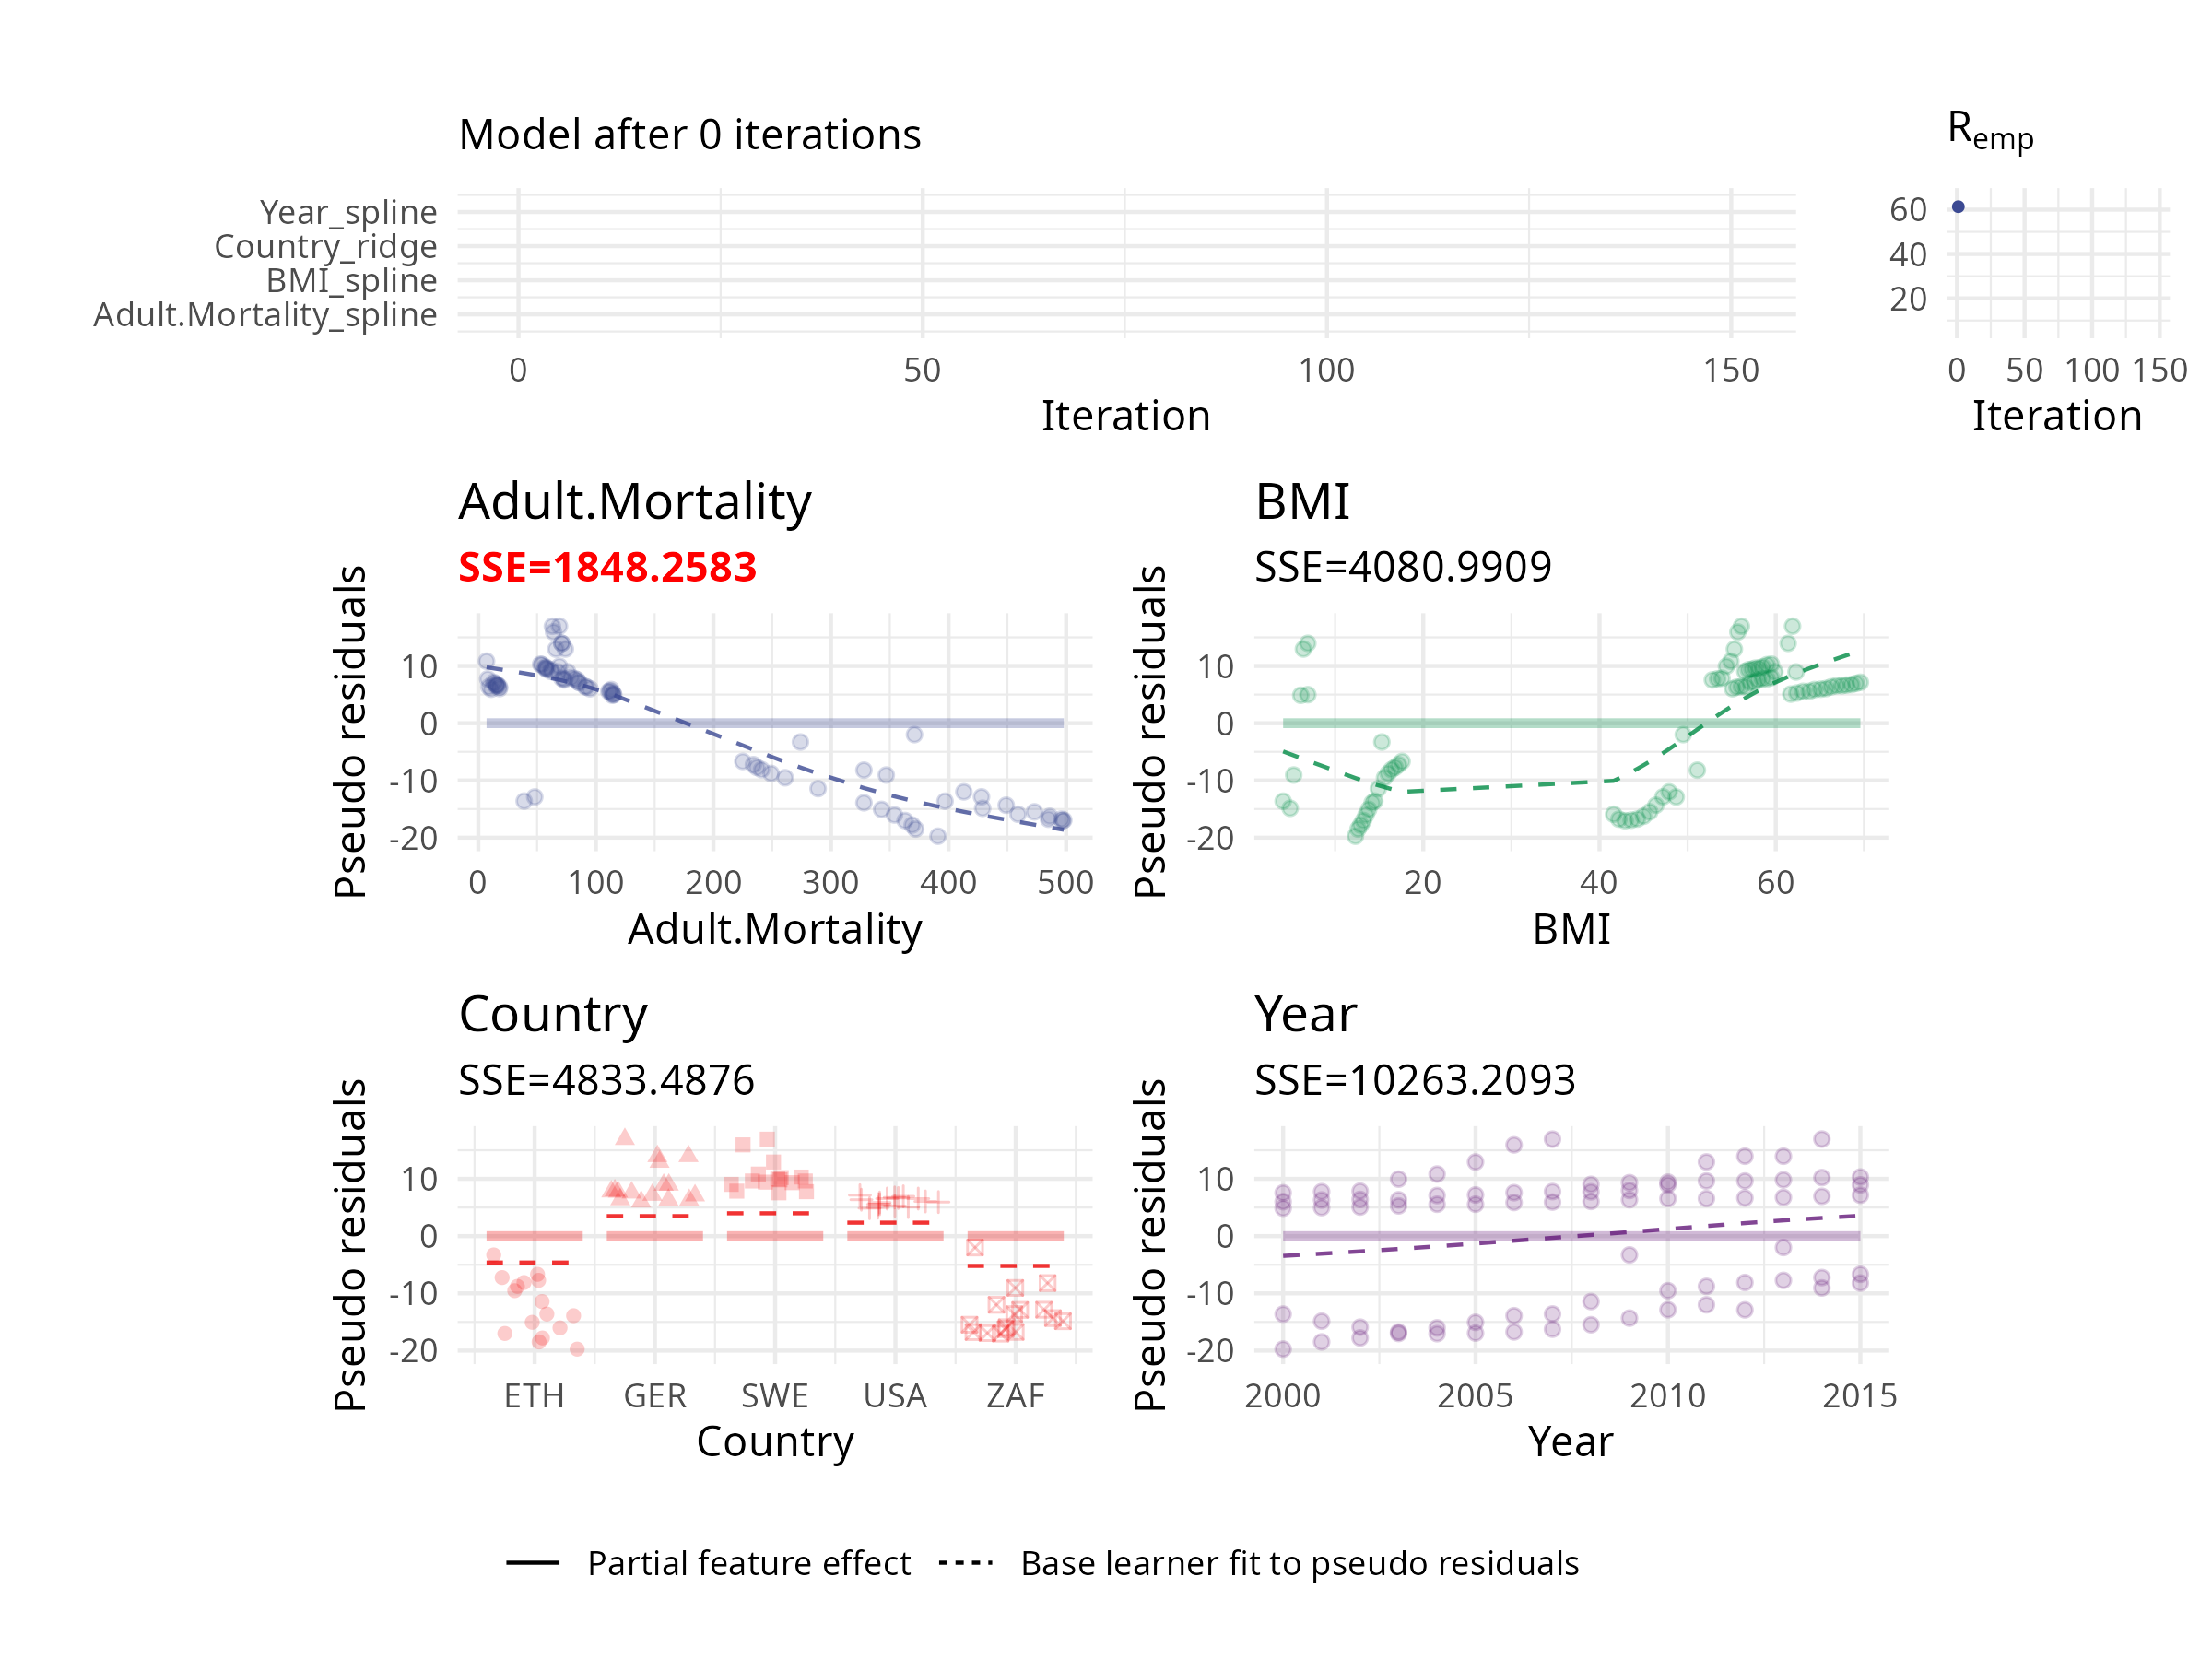 Model after 0 iterations
R_emp
Year_spline
Country_ridge
BMI_spline
Adult.Mortality_spline
0 50 100 150
Iteration
60
40
20
0 50 100 150
Iteration
Adult.Mortality
SSE=1848.2583
Pseudo residuals
10
0
-10
-20
0 100 200 300 400 500
Adult.Mortality
BMI
SSE=4080.9909
Pseudo residuals
10
0
-10
-20
20 40 60
BMI
Country
SSE=4833.4876
Pseudo residuals
10
0
-10
-20
ETH GER SWE USA ZAF
Country
Year
SSE=10263.2093
Pseudo residuals
10
0
-10
-20
2000 2005 2010 2015
Year
Partial feature effect
Base learner fit to pseudo residuals